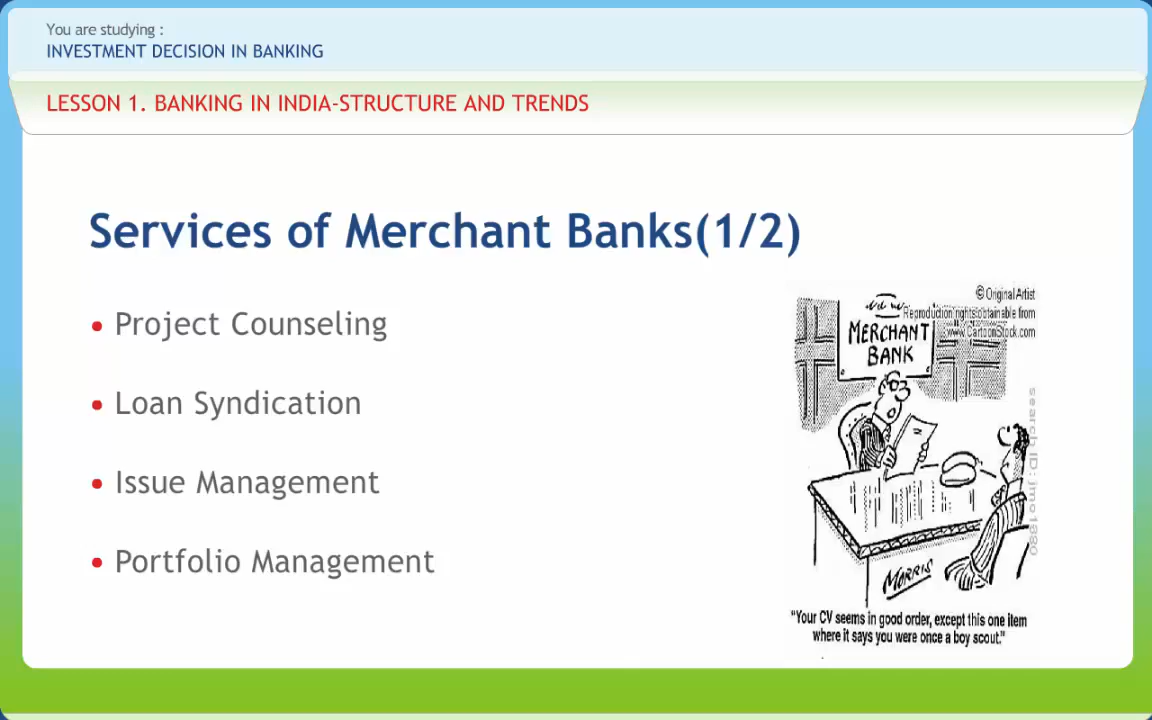 You are studying :
INVESTMENT DECISION IN BANKING
LESSON 1. BANKING IN INDIA-STRUCTURE AND TRENDS
Services of Merchant Banks(1/2)
• Project Counseling
• Loan Syndication
• Issue Management
• Portfolio Management
© Original Artist
Reproduction rights obtainable from
www.CartoonStock.com
MERCHANT
BANK
search ID: jmo1880
MORRIS
"Your CV seems in good order, except this one item
where it says you were once a boy scout."